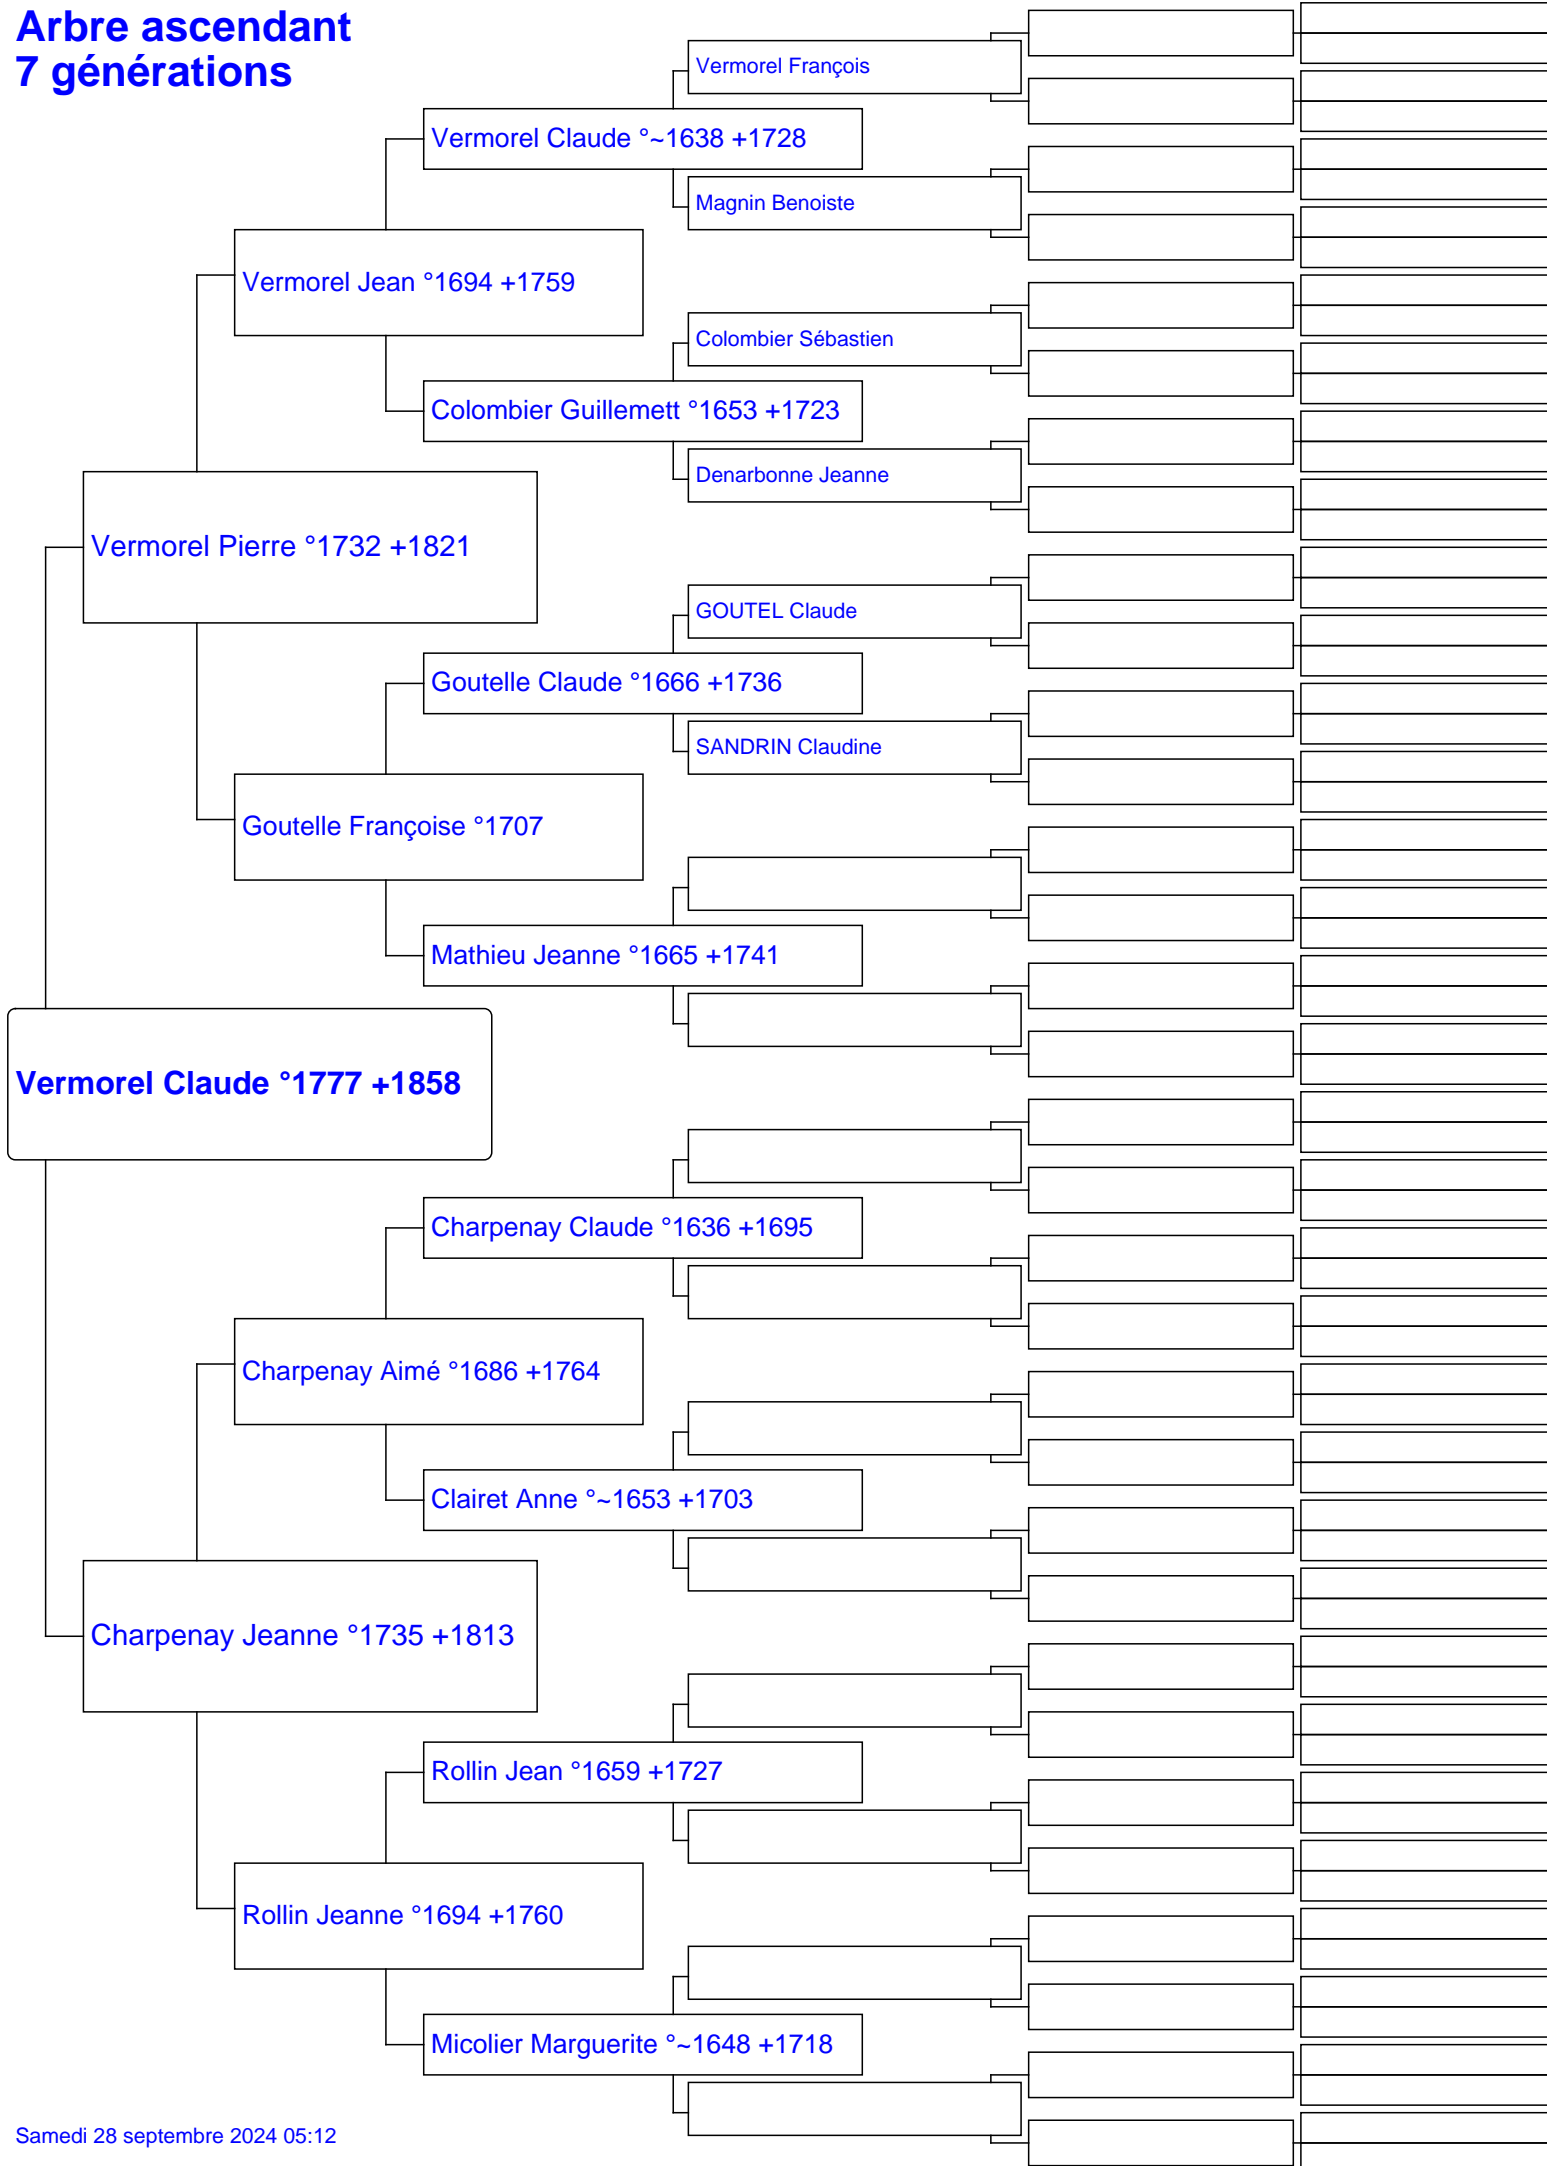 Arbre ascendant
7 générations
Vermorel François
Vermorel Claude °~1638 +1728
Magnin Benoiste
Vermorel Jean °1694 +1759
Colombier Sébastien
Colombier Guillemett °1653 +1723
Denarbonne Jeanne
Vermorel Pierre °1732 +1821
GOUTEL Claude
Goutelle Claude °1666 +1736
SANDRIN Claudine
Goutelle Françoise °1707
Mathieu Jeanne °1665 +1741
Vermorel Claude °1777 +1858
Charpenay Claude °1636 +1695
Charpenay Aimé °1686 +1764
Clairet Anne °~1653 +1703
Charpenay Jeanne °1735 +1813
Rollin Jean °1659 +1727
Rollin Jeanne °1694 +1760
Micolier Marguerite °~1648 +1718
Samedi 28 septembre 2024 05:12